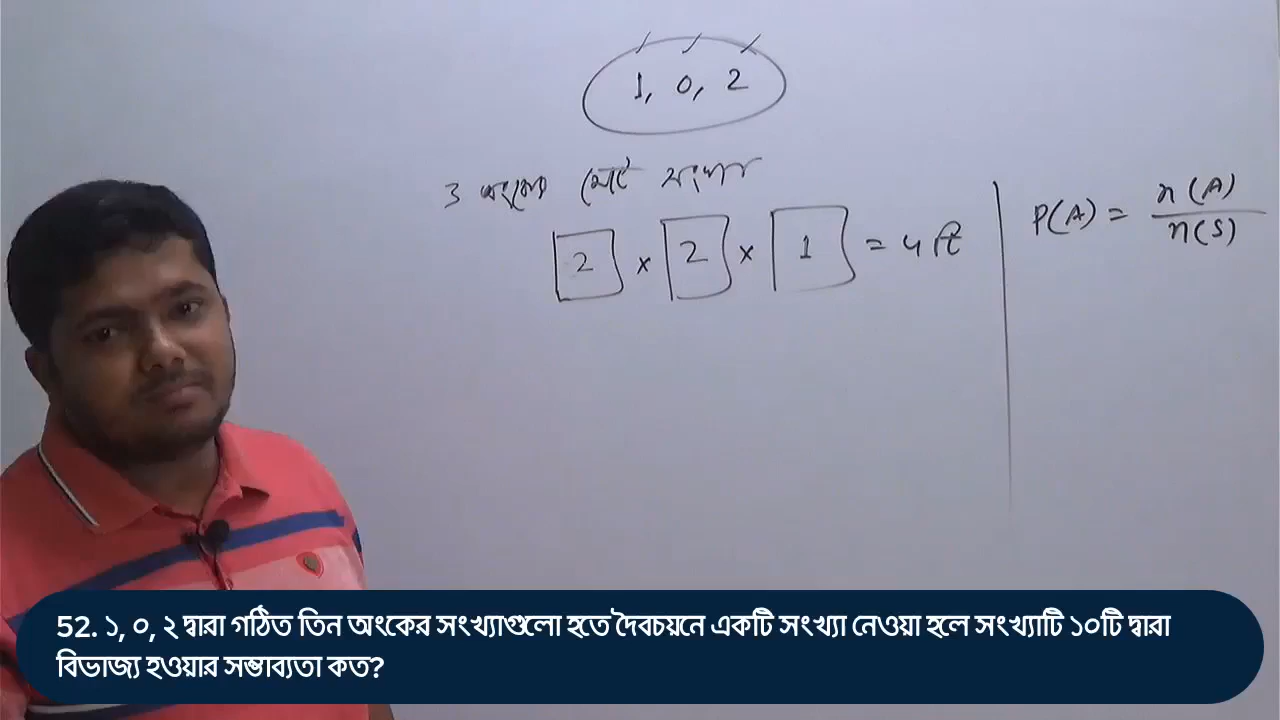 1, 0, 2
3 অংকের মোট সংখ্যা
2 × 2 × 1 = 4 টি
P(A) = n(A) / n(S)
52. ১, ০, ২ দ্বারা গঠিত তিন অংকের সংখ্যাগুলো হতে দৈবচয়নে একটি সংখ্যা নেওয়া হলে সংখ্যাটি ১০টি দ্বারা
বিভাজ্য হওয়ার সম্ভাব্যতা কত?